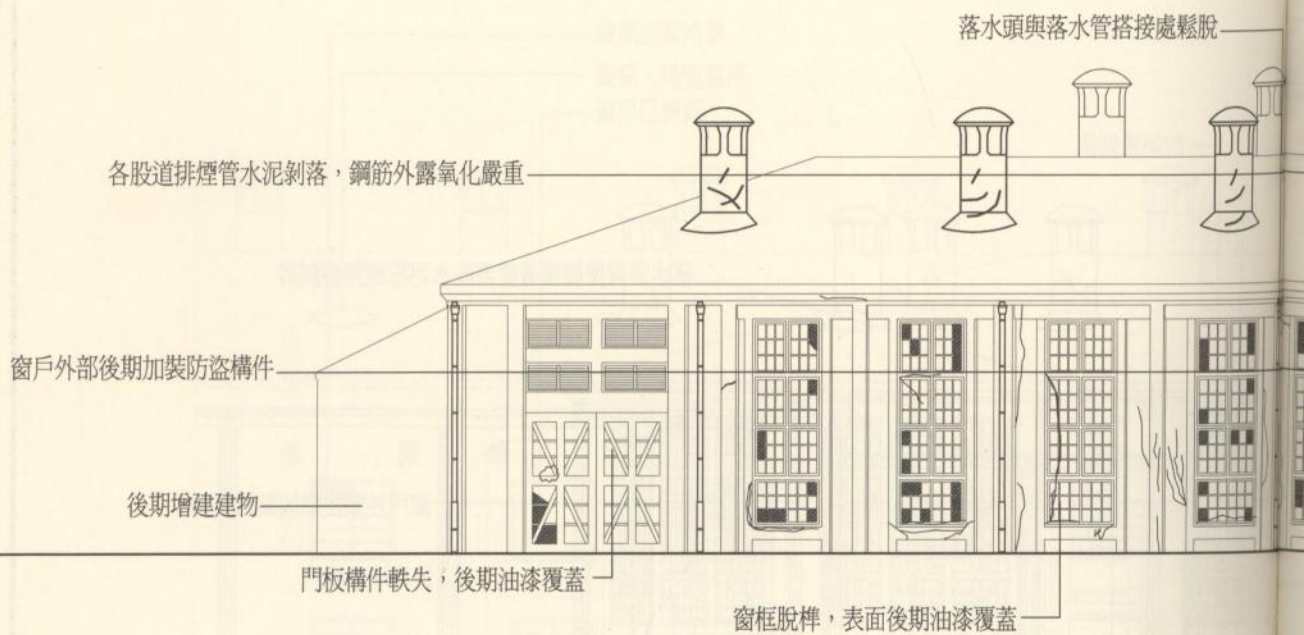 落水頭與落水管搭接處鬆脫
各股道排煙管水泥剝落，鋼筋外露氧化嚴重
窗戶外部後期加裝防盜構件
後期增建建物
門板構件軼失，後期油漆覆蓋
窗框脫榫，表面後期油漆覆蓋